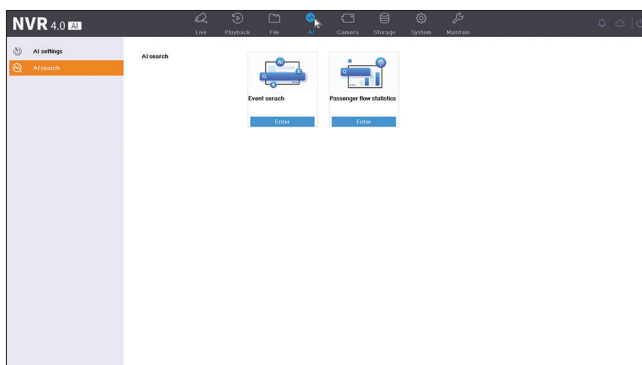 NVR 4.0 AI
Live Playback File AI Camera Storage System Maintain
AI settings
AI search
AI search
AI
Event serach
Passenger flow statistics
Enter
Enter